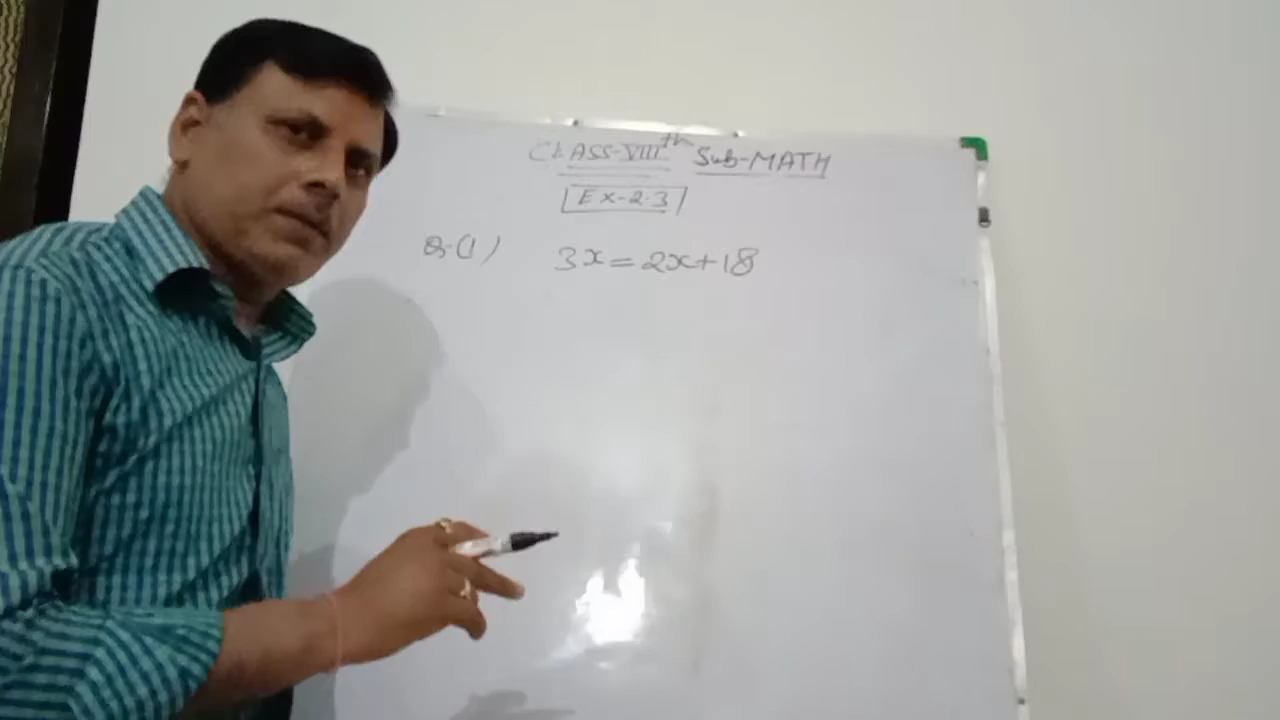 CLASS-VIIIth Sub-MATH
Ex-2.3
Q.(1) 3x=2x+18